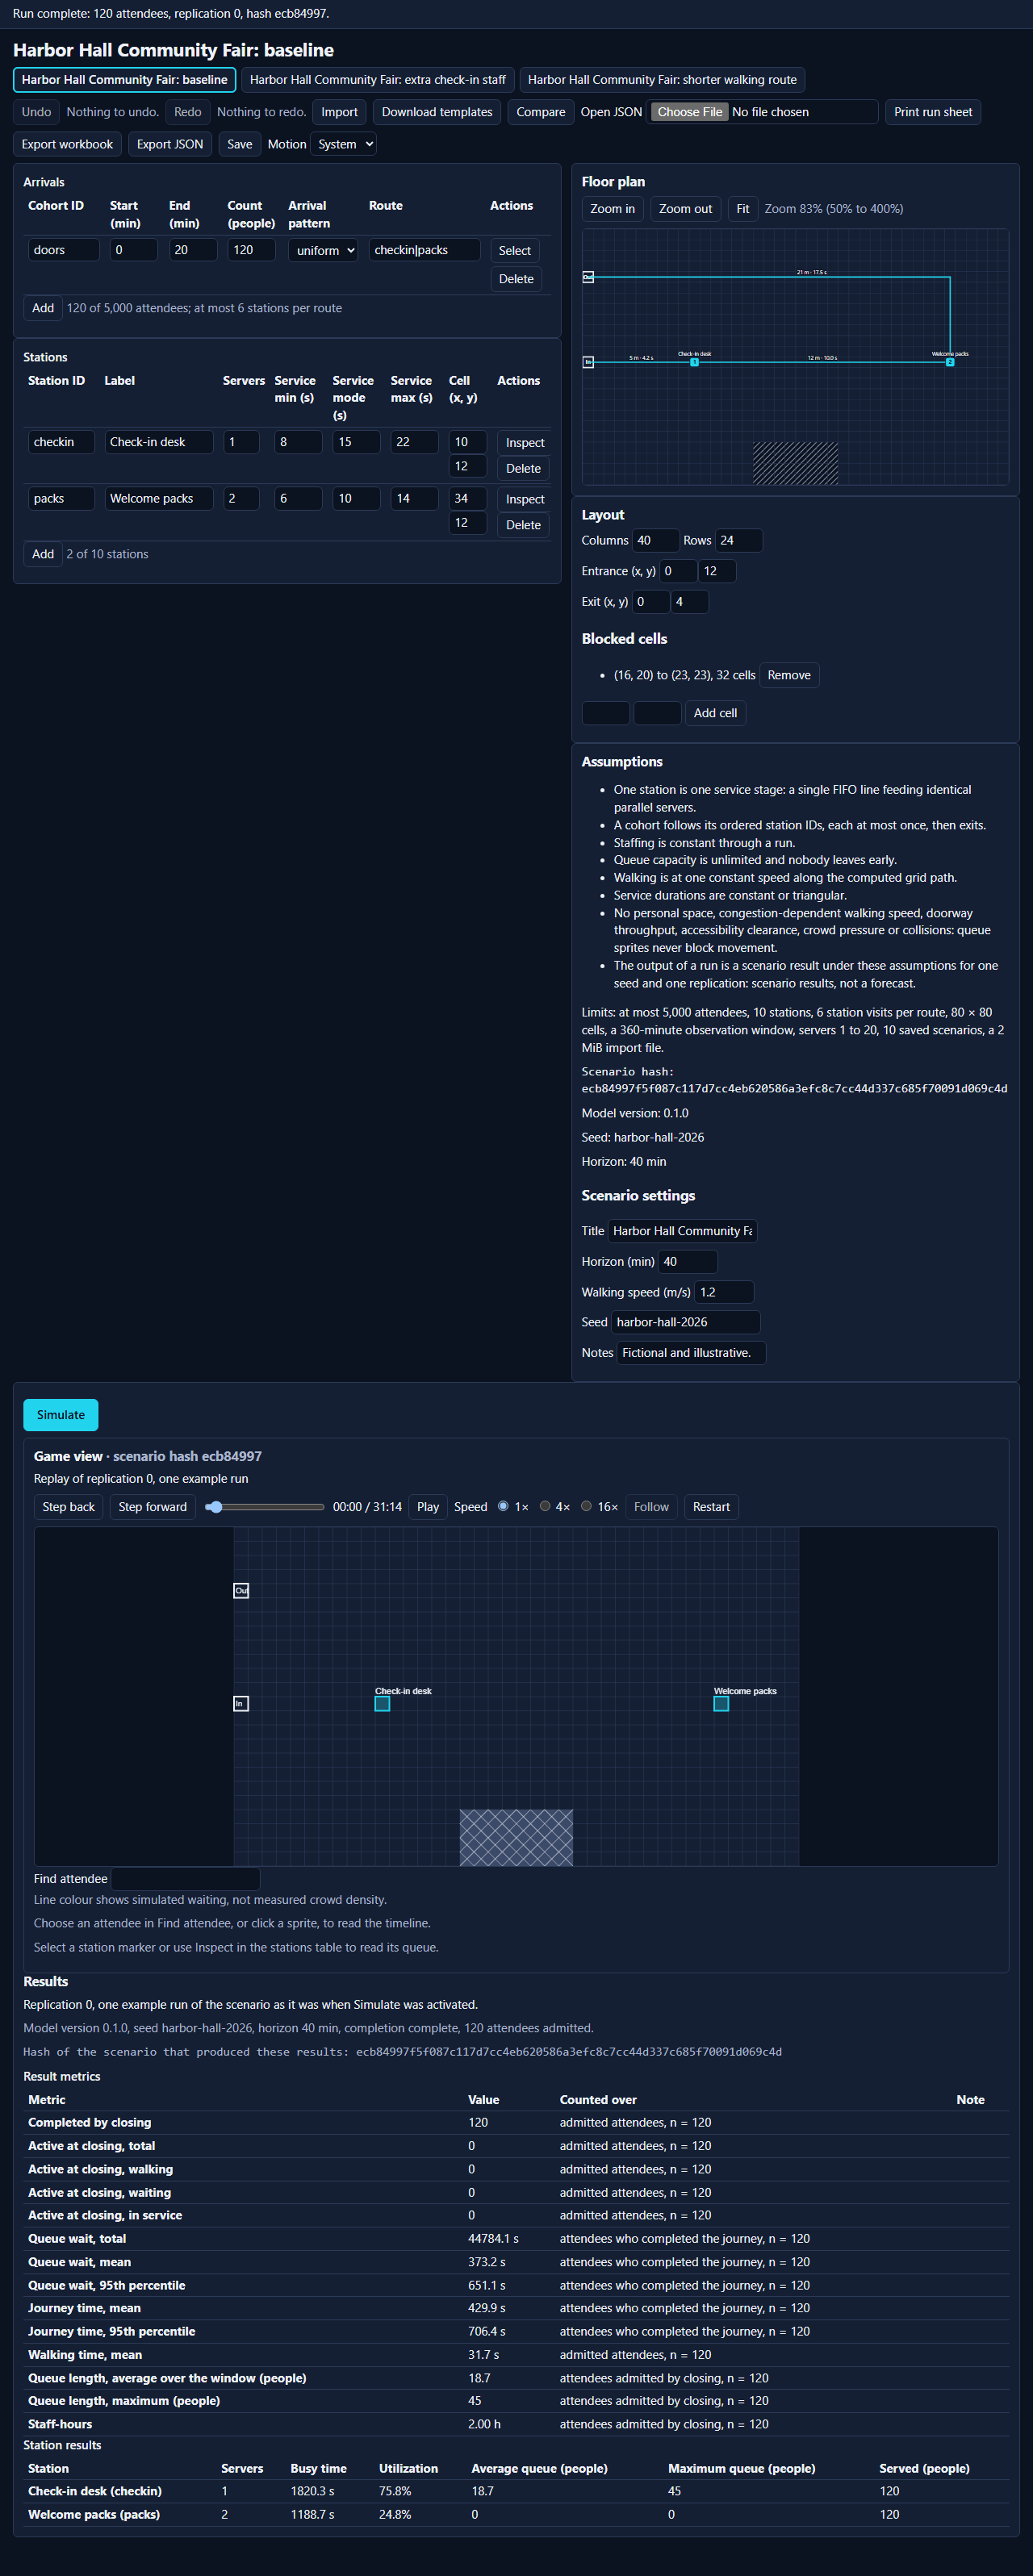 Run complete: 120 attendees, replication 0, hash ecb84997.
Harbor Hall Community Fair: baseline
Harbor Hall Community Fair: baseline Harbor Hall Community Fair: extra check-in staff Harbor Hall Community Fair: shorter walking route
Undo Nothing to undo. Redo Nothing to redo. Import Download templates Compare Open JSON Choose File No file chosen Print run sheet
Export workbook Export JSON Save Motion System
Arrivals
Cohort ID Start (min) End (min) Count (people) Arrival pattern Route Actions
doors 0 20 120 uniform checkin|packs Select
Delete
Add 120 of 5,000 attendees; at most 6 stations per route
Stations
Station ID Label Servers Service min (s) Service mode (s) Service max (s) Cell (x, y) Actions
checkin Check-in desk 1 8 15 22 10 Inspect
12 Delete
packs Welcome packs 2 6 10 14 34 Inspect
12 Delete
Add 2 of 10 stations
Floor plan
Zoom in Zoom out Fit Zoom 83% (50% to 400%)
21 m · 17.5 s
Out
Check-in desk Welcome packs
5 m · 4.2 s 12 m · 10.0 s
In 1 2
Layout
Columns 40 Rows 24
Entrance (x, y) 0 12
Exit (x, y) 0 4
Blocked cells
• (16, 20) to (23, 23), 32 cells Remove
Add cell
Assumptions
• One station is one service stage: a single FIFO line feeding identical
parallel servers.
• A cohort follows its ordered station IDs, each at most once, then exits.
• Staffing is constant through a run.
• Queue capacity is unlimited and nobody leaves early.
• Walking is at one constant speed along the computed grid path.
• Service durations are constant or triangular.
• No personal space, congestion-dependent walking speed, doorway
throughput, accessibility clearance, crowd pressure or collisions: queue
sprites never block movement.
• The output of a run is a scenario result under these assumptions for one
seed and one replication: scenario results, not a forecast.
Limits: at most 5,000 attendees, 10 stations, 6 station visits per route, 80 × 80
cells, a 360-minute observation window, servers 1 to 20, 10 saved scenarios, a 2
MiB import file.
Scenario hash:
ecb84997f5f087c117d7cc4eb620586a3efc8c7cc44d337c685f70091d069c4d
Model version: 0.1.0
Seed: harbor-hall-2026
Horizon: 40 min
Scenario settings
Title Harbor Hall Community Fa
Horizon (min) 40
Walking speed (m/s) 1.2
Seed harbor-hall-2026
Notes Fictional and illustrative.
Simulate
Game view · scenario hash ecb84997
Replay of replication 0, one example run
Step back Step forward 00:00 / 31:14 Play Speed 1× 4× 16× Follow Restart
Out
Check-in desk Welcome packs
In
Find attendee
Line colour shows simulated waiting, not measured crowd density.
Choose an attendee in Find attendee, or click a sprite, to read the timeline.
Select a station marker or use Inspect in the stations table to read its queue.
Results
Replication 0, one example run of the scenario as it was when Simulate was activated.
Model version 0.1.0, seed harbor-hall-2026, horizon 40 min, completion complete, 120 attendees admitted.
Hash of the scenario that produced these results: ecb84997f5f087c117d7cc4eb620586a3efc8c7cc44d337c685f70091d069c4d
Result metrics
Metric Value Counted over Note
Completed by closing 120 admitted attendees, n = 120
Active at closing, total 0 admitted attendees, n = 120
Active at closing, walking 0 admitted attendees, n = 120
Active at closing, waiting 0 admitted attendees, n = 120
Active at closing, in service 0 admitted attendees, n = 120
Queue wait, total 44784.1 s attendees who completed the journey, n = 120
Queue wait, mean 373.2 s attendees who completed the journey, n = 120
Queue wait, 95th percentile 651.1 s attendees who completed the journey, n = 120
Journey time, mean 429.9 s attendees who completed the journey, n = 120
Journey time, 95th percentile 706.4 s attendees who completed the journey, n = 120
Walking time, mean 31.7 s admitted attendees, n = 120
Queue length, average over the window (people) 18.7 attendees admitted by closing, n = 120
Queue length, maximum (people) 45 attendees admitted by closing, n = 120
Staff-hours 2.00 h attendees admitted by closing, n = 120
Station results
Station Servers Busy time Utilization Average queue (people) Maximum queue (people) Served (people)
Check-in desk (checkin) 1 1820.3 s 75.8% 18.7 45 120
Welcome packs (packs) 2 1188.7 s 24.8% 0 0 120